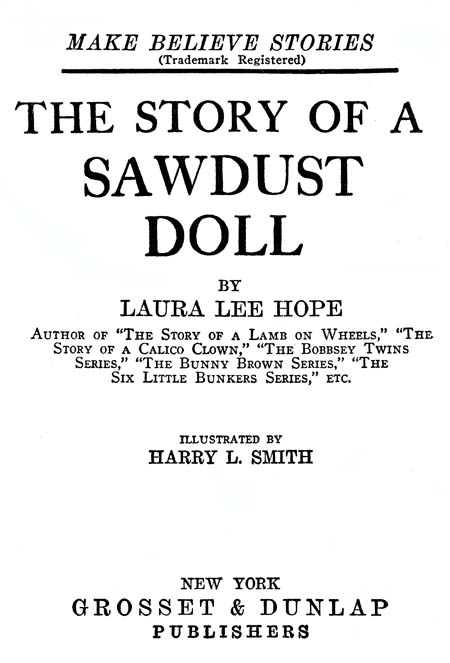 MAKE BELIEVE STORIES
(Trademark Registered)
THE STORY OF A
SAWDUST
DOLL
BY
LAURA LEE HOPE
AUTHOR OF "THE STORY OF A LAMB ON WHEELS," "THE
STORY OF A CALICO CLOWN," "THE BOBBSEY TWINS
SERIES," "THE BUNNY BROWN SERIES," "THE
SIX LITTLE BUNKERS SERIES," ETC.
ILLUSTRATED BY
HARRY L. SMITH
NEW YORK
GROSSET & DUNLAP
PUBLISHERS